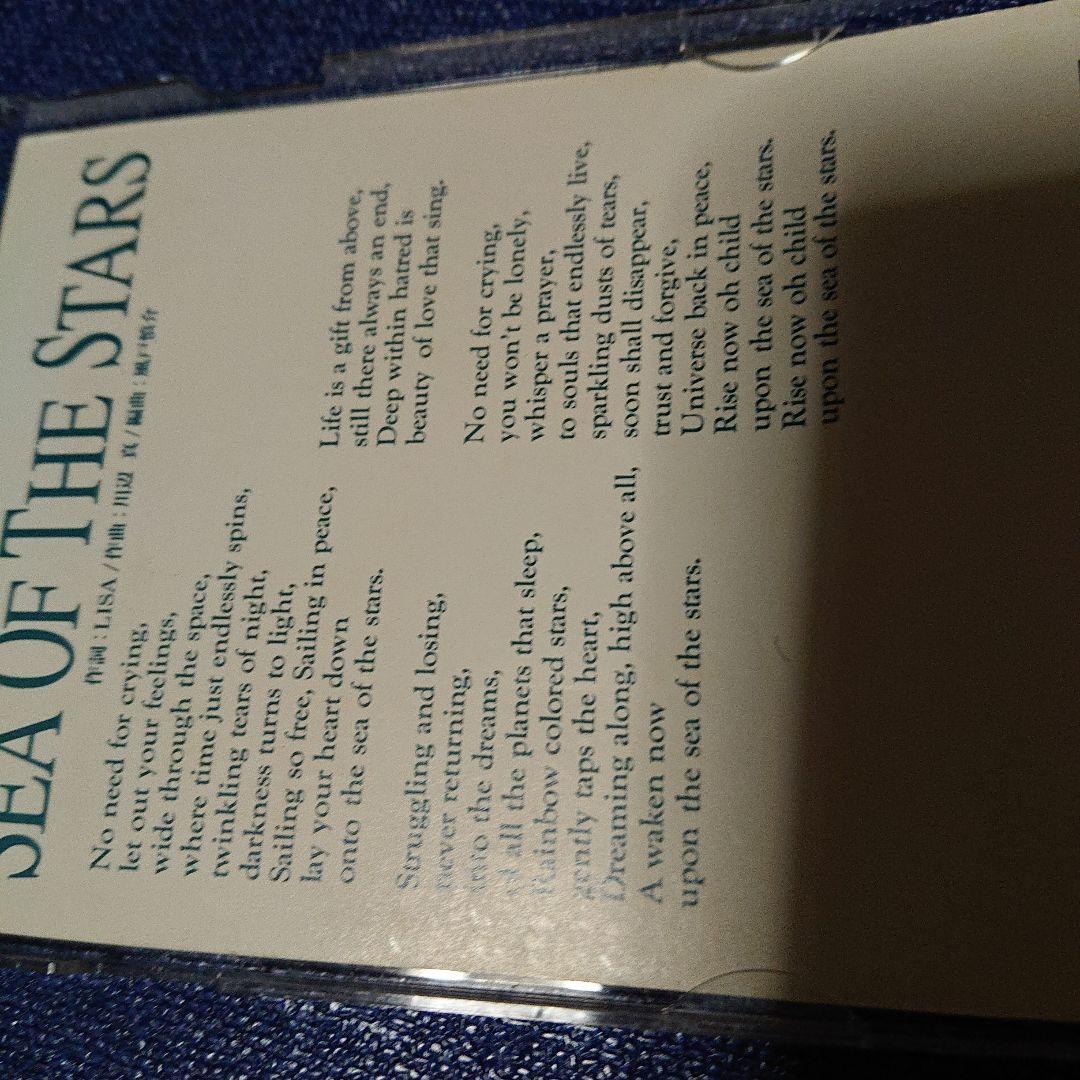 SEA OF THE STARS
作詞：LISA / 作曲：川辺 真 / 編曲：風戸慎介
No need for crying,
let out your feelings,
wide through the space,
where time just endlessly spins,
twinkling tears of night,
darkness turns to light,
Sailing so free, Sailing in peace,
lay your heart down
onto the sea of the stars.
Struggling and losing,
never returning,
into the dreams,
of all the planets that sleep,
Rainbow colored stars,
gently taps the heart,
Dreaming along, high above all,
A waken now
upon the sea of the stars.
Life is a gift from above,
still there always an end,
Deep within hatred is
beauty of love that sing.
No need for crying,
you won't be lonely,
whisper a prayer,
to souls that endlessly live,
sparkling dusts of tears,
soon shall disappear,
trust and forgive,
Universe back in peace,
Rise now oh child
upon the sea of the stars.
Rise now oh child
upon the sea of the stars.